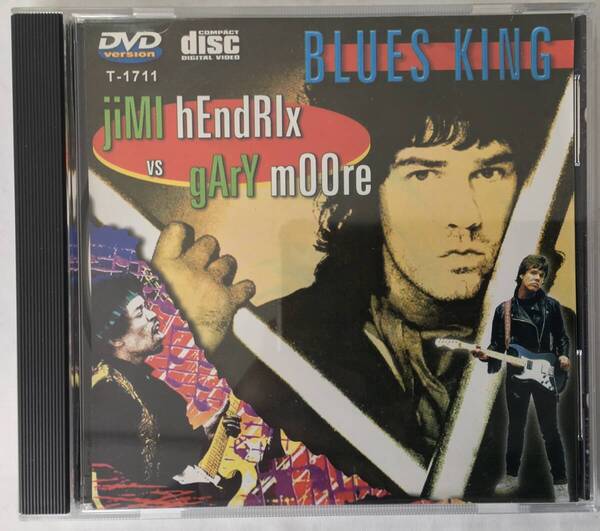 DVD version
COMPACT disc DIGITAL VIDEO
BLUES KING
T-1711
jiMI hEndRIx
vs
gArY mOOre